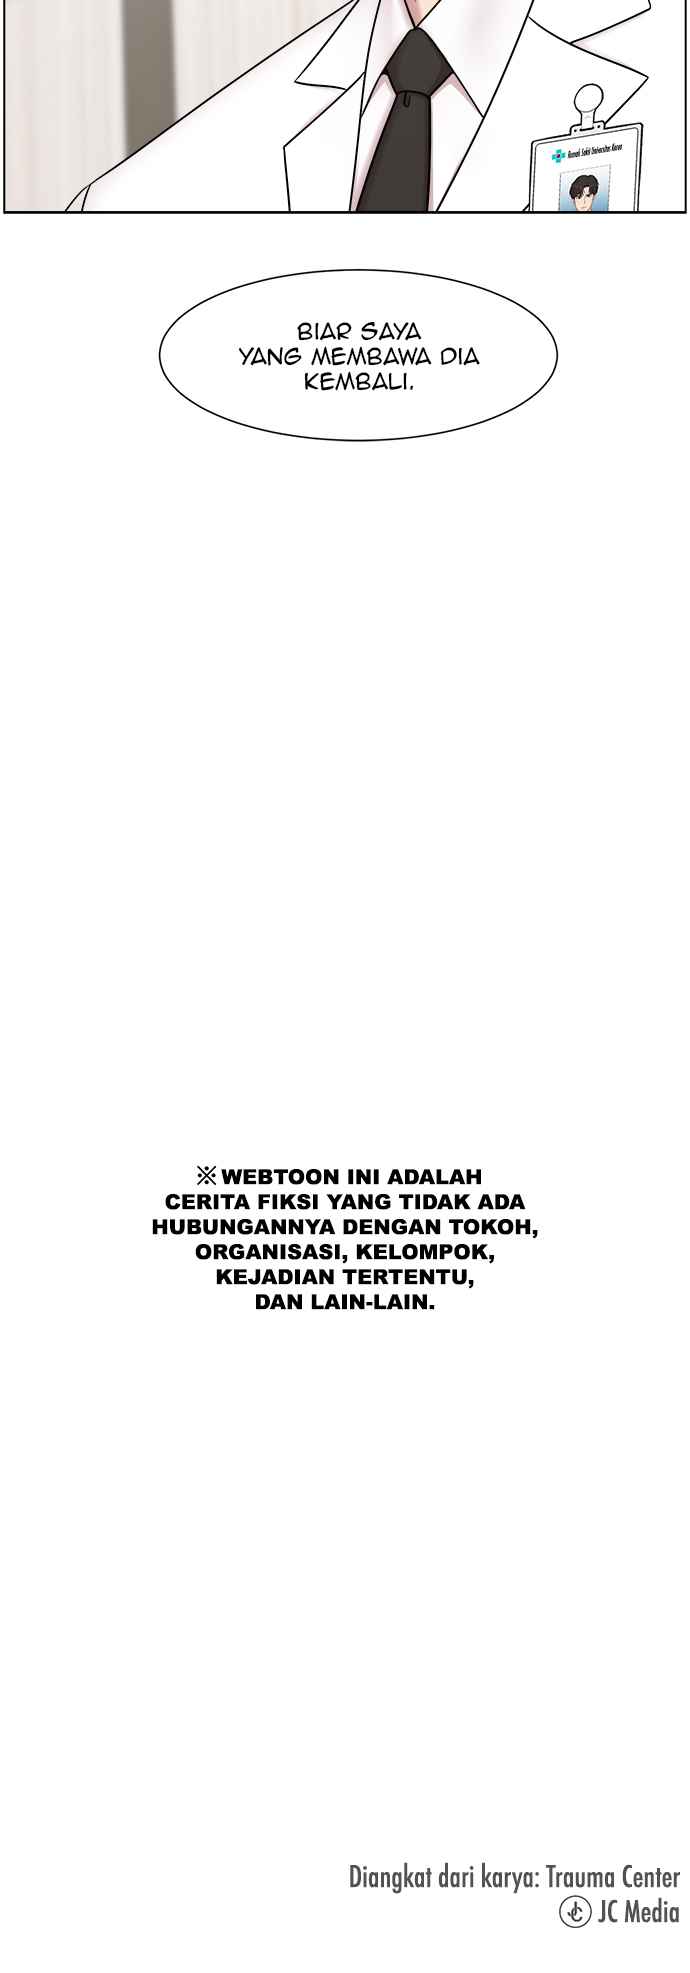 Rumah Sakit Universitas Korea
BIAR SAYA
YANG MEMBAWA DIA
KEMBALI.
※WEBTOON INI ADALAH
CERITA FIKSI YANG TIDAK ADA
HUBUNGANNYA DENGAN TOKOH,
ORGANISASI, KELOMPOK,
KEJADIAN TERTENTU,
DAN LAIN-LAIN.
Diangkat dari karya: Trauma Center
JC JC Media